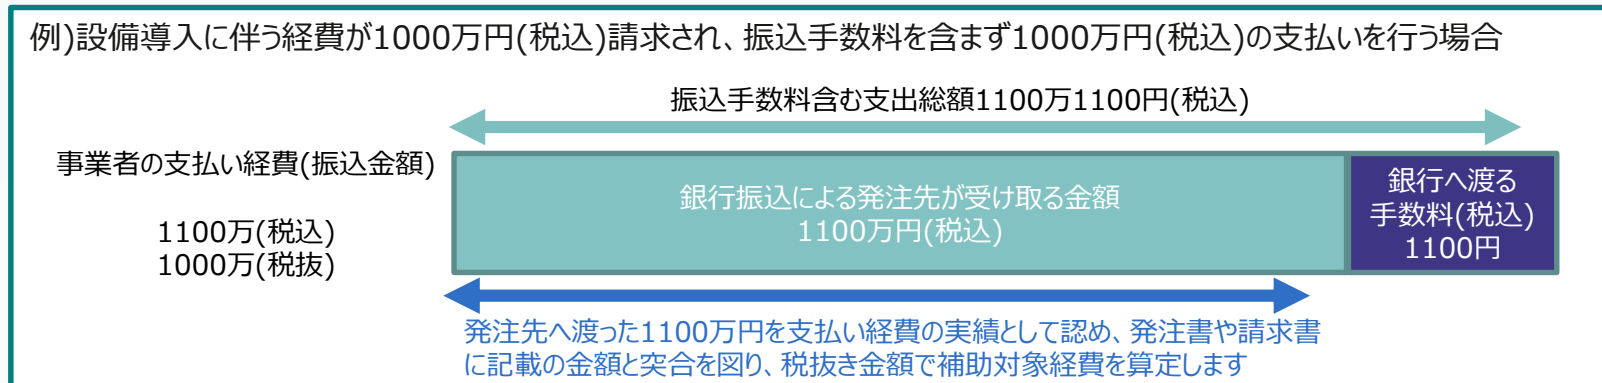 例)設備導入に伴う経費が1000万円(税込)請求され、振込手数料を含まず1000万円(税込)の支払いを行う場合
振込手数料含む支出総額1100万1100円(税込)
事業者の支払い経費(振込金額)
1100万(税込)
1000万(税抜)
銀行振込による発注先が受け取る金額
1100万円(税込)
銀行へ渡る
手数料(税込)
1100円
発注先へ渡った1100万円を支払い経費の実績として認め、発注書や請求書
に記載の金額と突合を図り、税抜き金額で補助対象経費を算定します